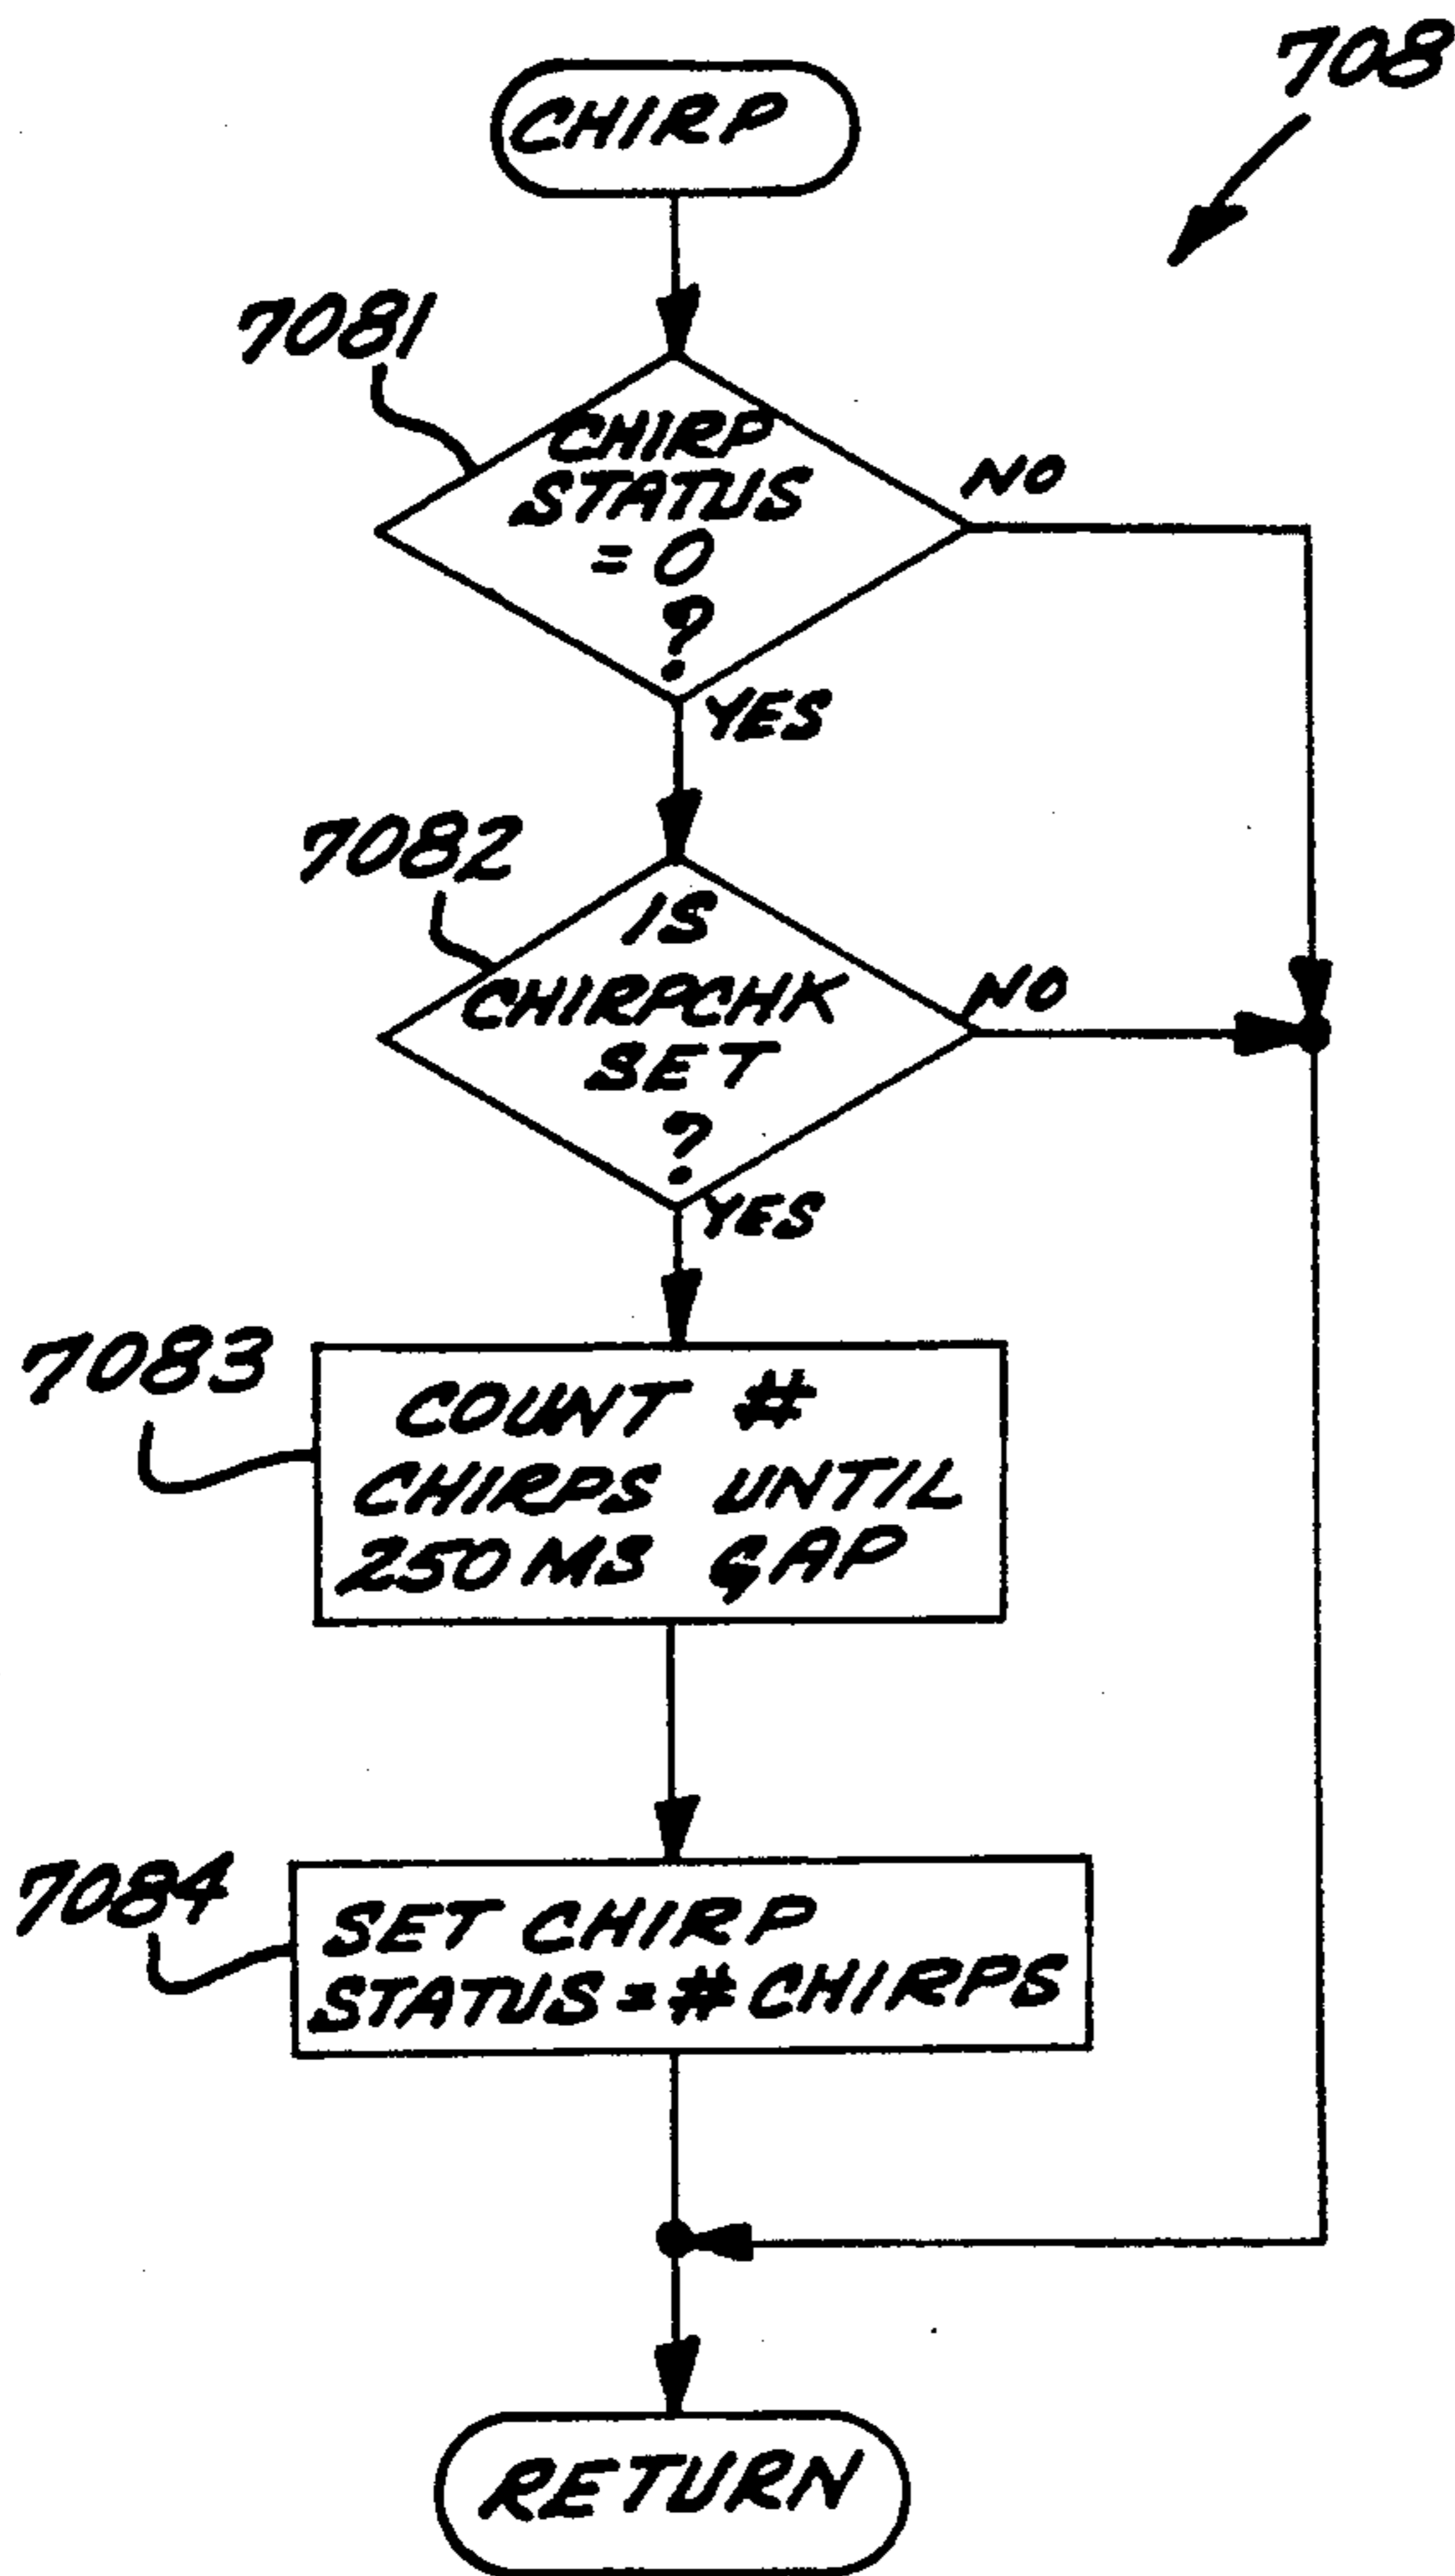 708
CHIRP
7081
CHIRP
STATUS
= 0
?
NO
YES
7082
IS
CHIRPCHK
SET
?
NO
YES
7083
COUNT #
CHIRPS UNTIL
250 MS GAP
7084
SET CHIRP
STATUS = # CHIRPS
RETURN